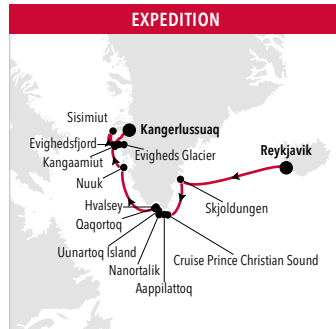 EXPEDITION
Sisimiut
Kangerlussuaq
Evighedsfjord
Kangaamiut
Evigheds Glacier
Nuuk
Reykjavik
Hvalsey
Skjoldungen
Qaqortoq
Uunartoq Island
Cruise Prince Christian Sound
Nanortalik
Aappilattoq